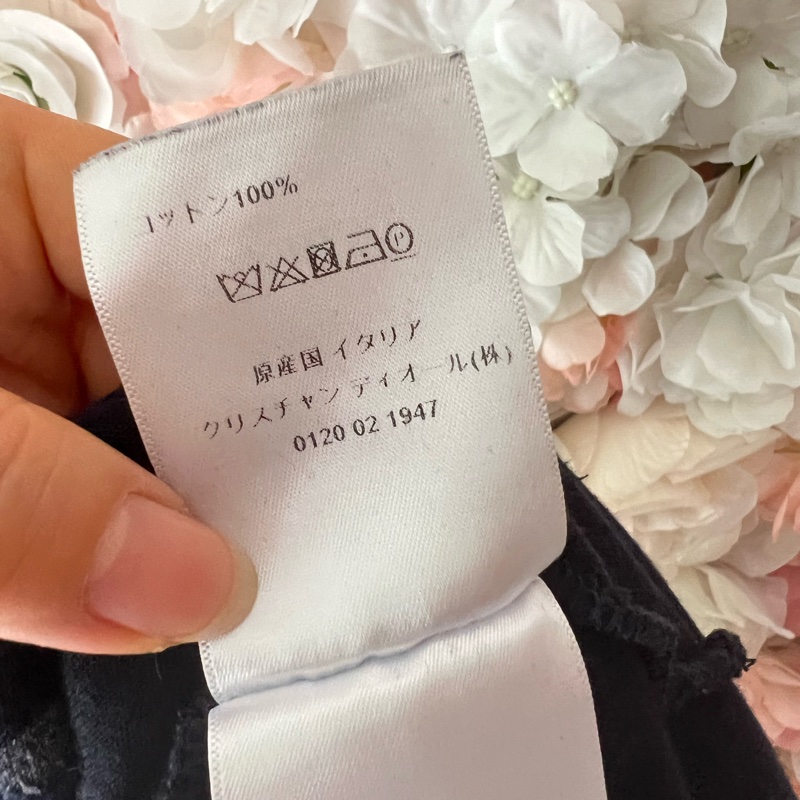 コットン100%
P
原産国 イタリア
クリスチャン ディオール(株)
0120 02 1947